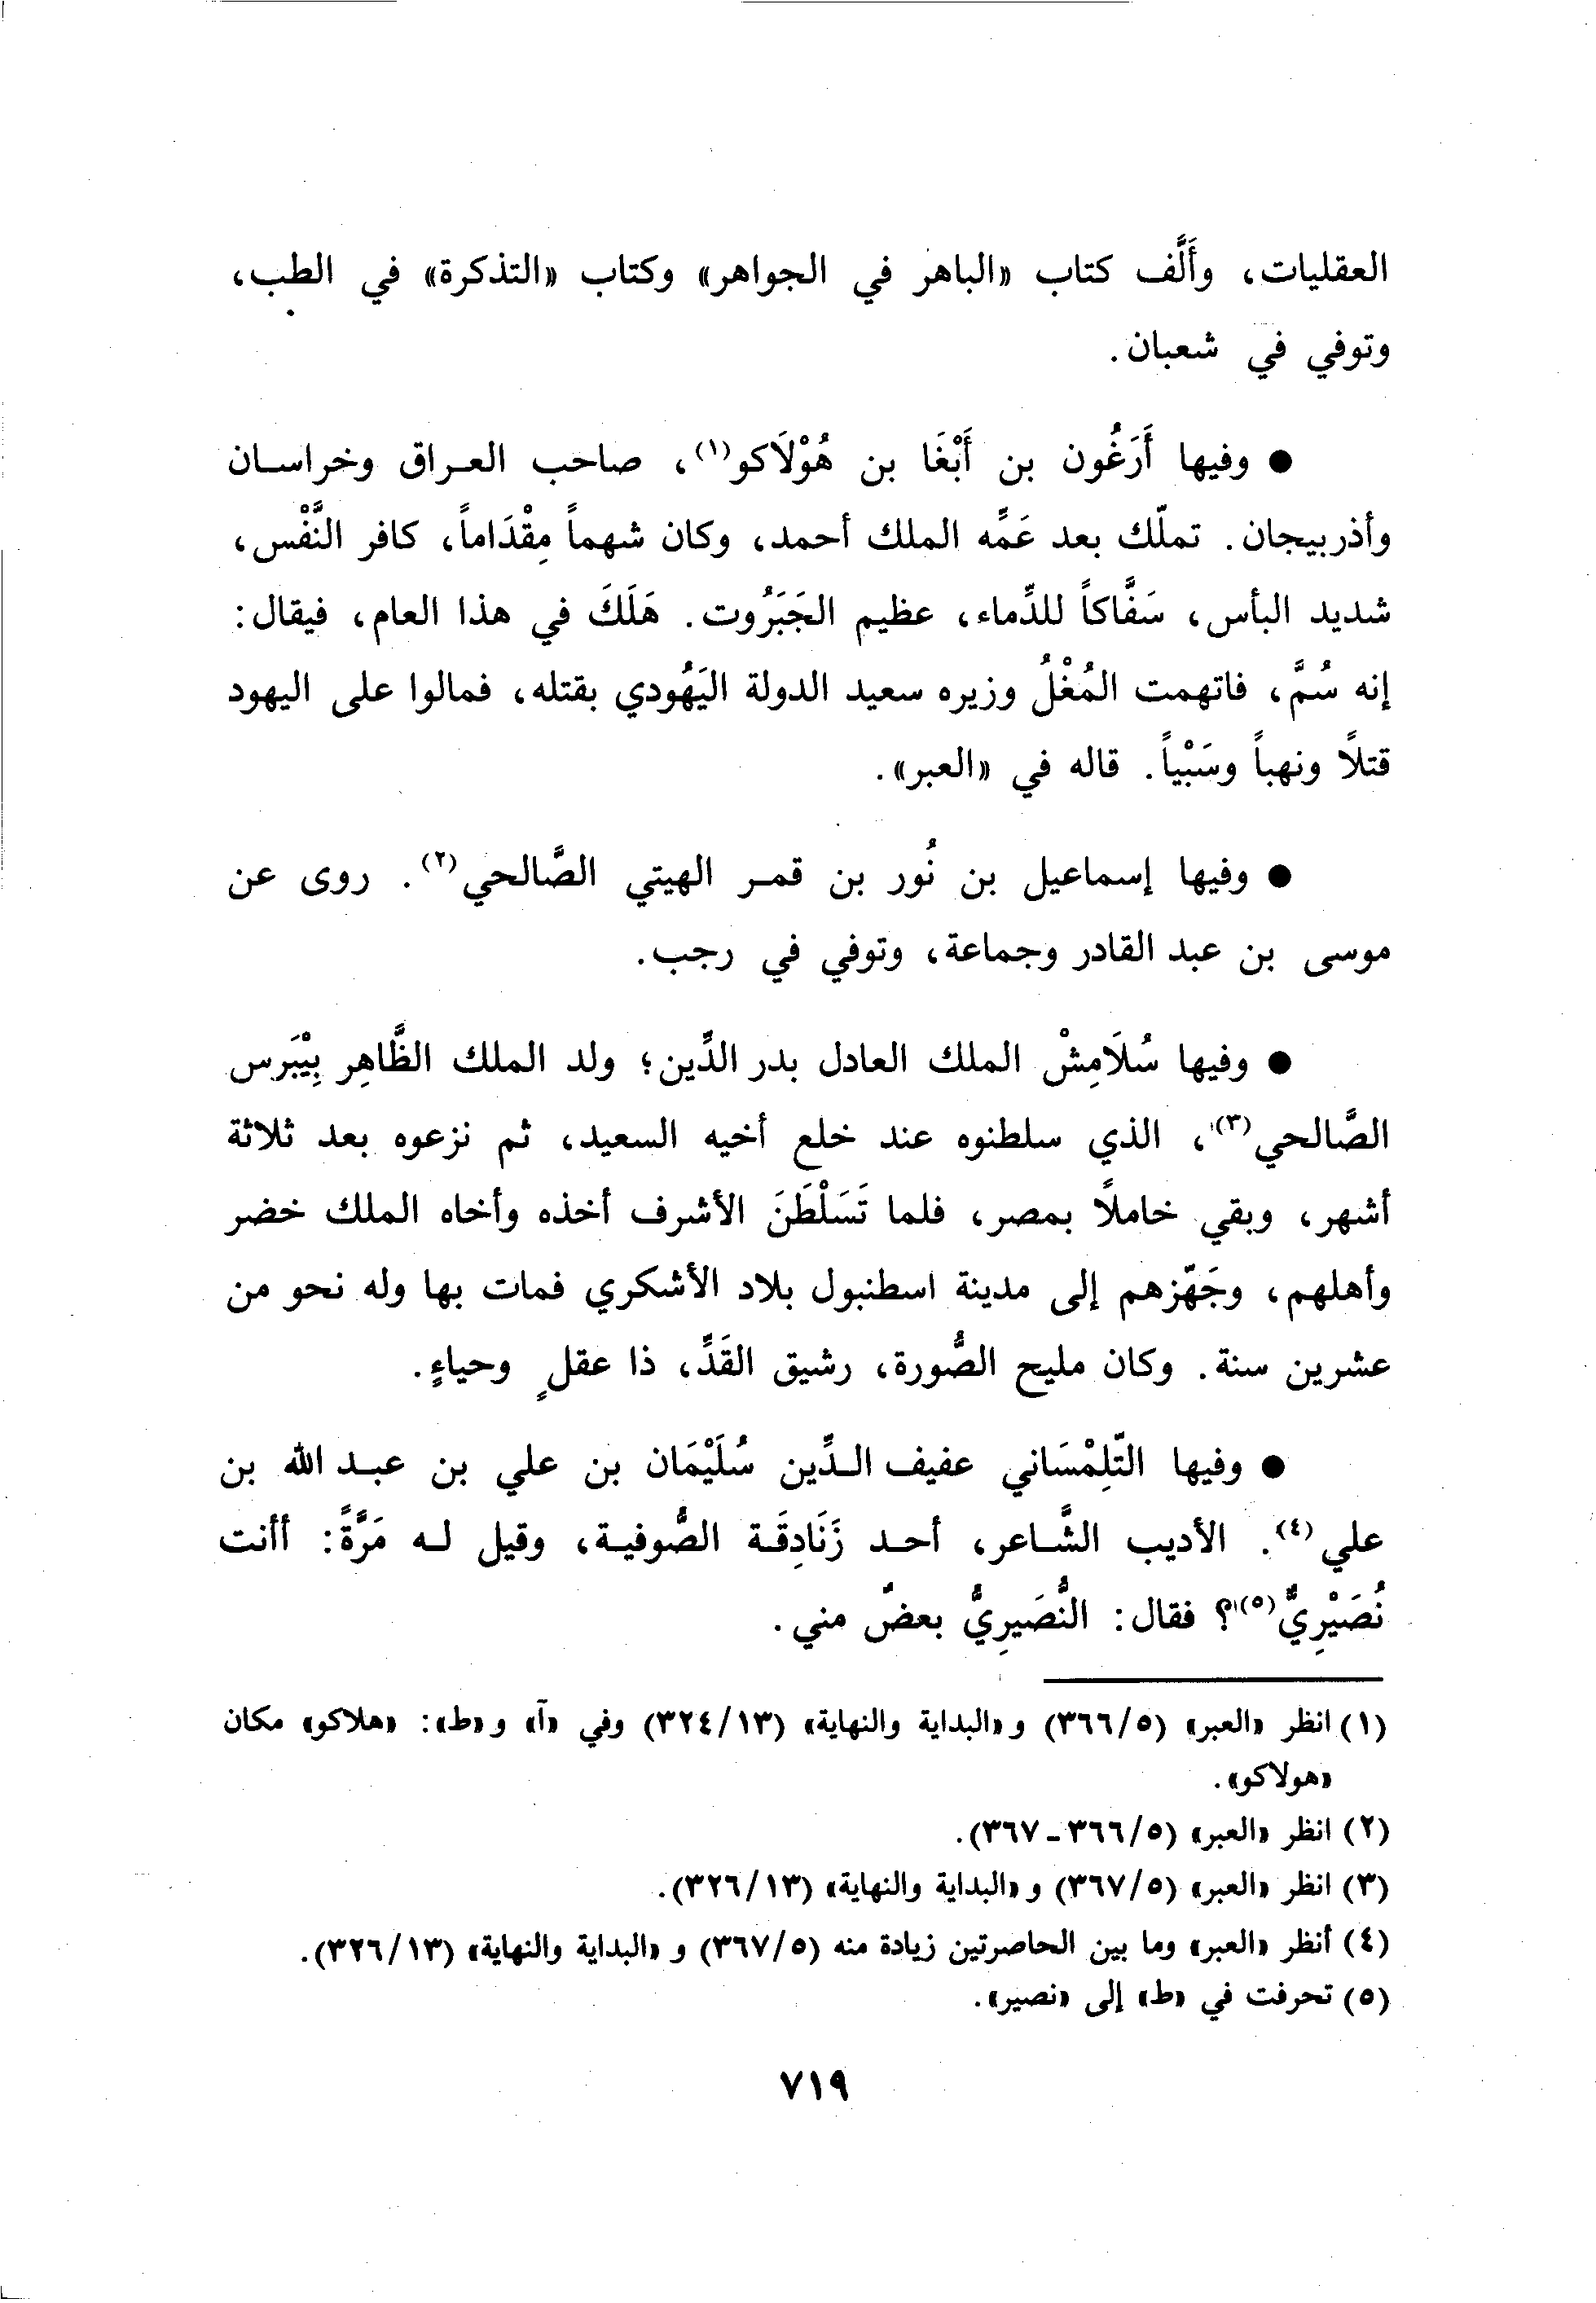 العقليات، وأَلَّف كتاب «الباهر في الجواهر» وكتاب «التذكرة» في الطب،
وتوفي في شعبان.
● وفيها أَرَغُون بن أَبْغَا بن هُوْلَاكو(١)، صاحب العراق وخراسان
وأذربيجان. تملّك بعد عَمِّه الملك أحمد، وكان شهماً مِقْدَاماً، كافر النَّفْس،
شديد البأس، سَفَّاكاً للدِّماء، عظيم الجَبَرُوت. هَلَكَ في هذا العام، فيقال:
إنه سُمَّ، فاتهمت المُغْلُ وزيره سعيد الدولة اليَهُودي بقتله، فمالوا على اليهود
قتلاً ونهباً وسَبْياً. قاله في «العبر».
● وفيها إسماعيل بن نُور بن قمر الهيتي الصَّالحي(٢). روى عن
موسى بن عبد القادر وجماعة، وتوفي في رجب.
● وفيها سُلَامِشْ الملك العادل بدر الدِّين؛ ولد الملك الظَّاهِر بِيْبَرس
الصَّالحي(٣)، الذي سلطنوه عند خلع أخيه السعيد، ثم نزعوه بعد ثلاثة
أشهر، وبقي خاملاً بمصر، فلما تَسَلْطَنَ الأشرف أخذه وأخاه الملك خضر
وأهلهم، وجَهّزهم إلى مدينة اسطنبول بلاد الأشكري فمات بها وله نحو من
عشرين سنة. وكان مليح الصُّورة، رشيق القَدِّ، ذا عقلٍ وحياءٍ.
● وفيها التّلِمْسَاني عفيف الدِّين سُلَيْمَان بن علي بن عبد الله بن
علي(٤). الأديب الشَّاعر، أحد زَنَادِقَة الصُّوفية، وقيل له مَرَّةً: أأنت
نُصَيْرِيٌّ(٥)؟ فقال: النُّصَيرِيُّ بعضٌ مني.
(١) انظر «العبر» (٣٦٦/٥) و«البداية والنهاية» (٣٢٤/١٣) وفي «آ» و«ط»: «هلاكو» مكان
«هولاكو».
(٢) انظر «العبر» (٣٦٦/٥ - ٣٦٧).
(٣) انظر «العبر» (٣٦٧/٥) و«البداية والنهاية» (٣٢٦/١٣).
(٤) أنظر «العبر» وما بين الحاصرتين زيادة منه (٣٦٧/٥) و «البداية والنهاية» (٣٢٦/١٣).
(٥) تحرفت في «ط» إلى «نصير».
٧١٩